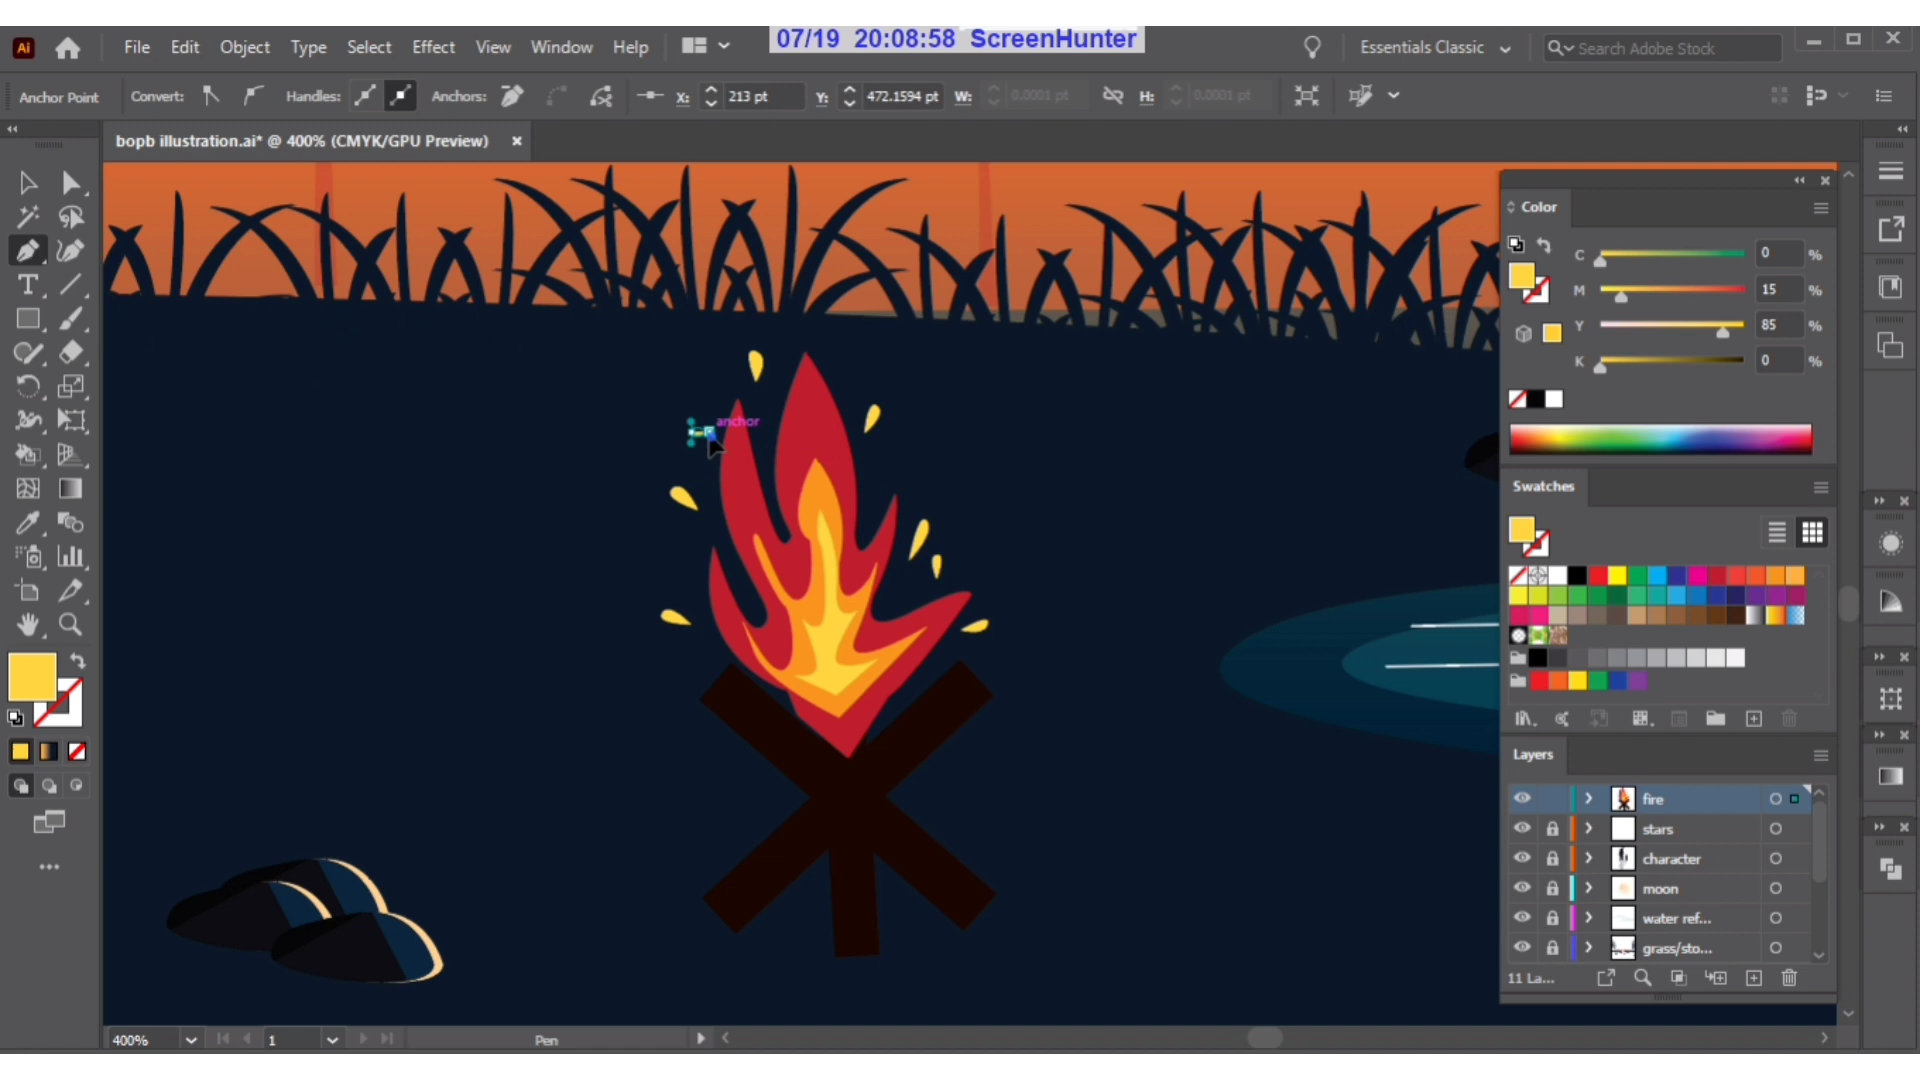 07/19 20:08:58 ScreenHunter
Ai File Edit Object Type Select Effect View Window Help Essentials Classic Search Adobe Stock
Anchor Point Convert: Handles: Anchors: X: 213 pt Y: 472.1594 pt W: 0.0001 pt H: 0.0001 pt
bopb illustration.ai* @ 400% (CMYK/GPU Preview)
Color
C 0 %
M 15 %
Y 85 %
K 0 %
anchor
Swatches
Layers
fire
stars
character
moon
water ref...
grass/sto...
11 La...
400% 1 Pen